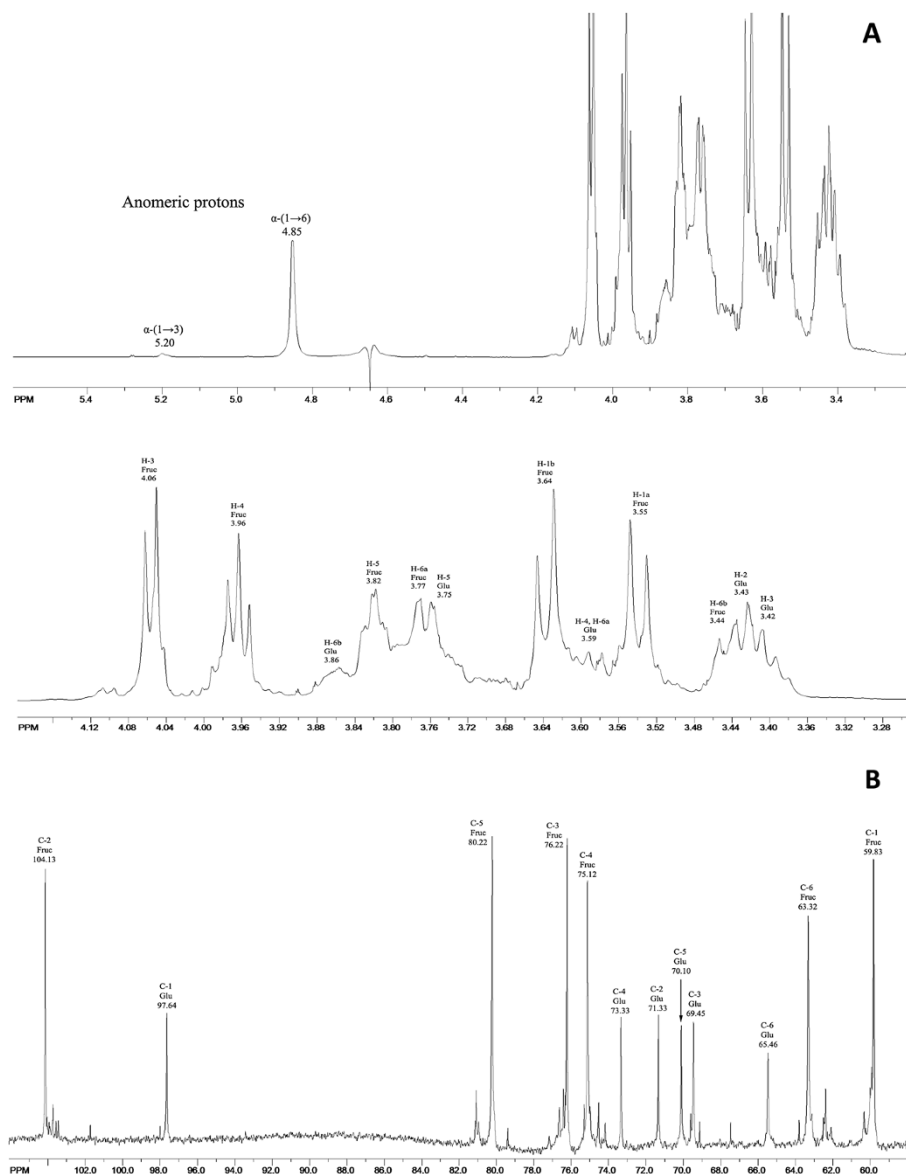 A
Anomeric protons
α-(1→6)
4.85
α-(1→3)
5.20
PPM 5.4 5.2 5.0 4.8 4.6 4.4 4.2 4.0 3.8 3.6 3.4
H-3
Fruc
4.06
H-4
Fruc
3.96
H-6b
Glu
3.86
H-5
Fruc
3.82
H-6a
Fruc
3.77
H-5
Glu
3.75
H-1b
Fruc
3.64
H-4, H-6a
Glu
3.59
H-1a
Fruc
3.55
H-6b
Fruc
3.44
H-2
Glu
3.43
H-3
Glu
3.42
PPM 4.12 4.08 4.04 4.00 3.96 3.92 3.88 3.84 3.80 3.76 3.72 3.68 3.64 3.60 3.56 3.52 3.48 3.44 3.40 3.36 3.32 3.28
B
C-2
Fruc
104.13
C-1
Glu
97.64
C-5
Fruc
80.22
C-3
Fruc
76.22
C-4
Fruc
75.12
C-4
Glu
73.33
C-2
Glu
71.33
C-5
Glu
70.10
C-3
Glu
69.45
C-6
Glu
65.46
C-6
Fruc
63.32
C-1
Fruc
59.83
PPM 102.0 100.0 98.0 96.0 94.0 92.0 90.0 88.0 86.0 84.0 82.0 80.0 78.0 76.0 74.0 72.0 70.0 68.0 66.0 64.0 62.0 60.0